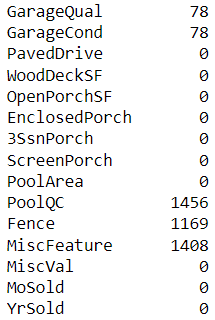 GarageQual 78
GarageCond 78
PavedDrive 0
WoodDeckSF 0
OpenPorchSF 0
EnclosedPorch 0
3SsnPorch 0
ScreenPorch 0
PoolArea 0
PoolQC 1456
Fence 1169
MiscFeature 1408
MiscVal 0
MoSold 0
YrSold 0